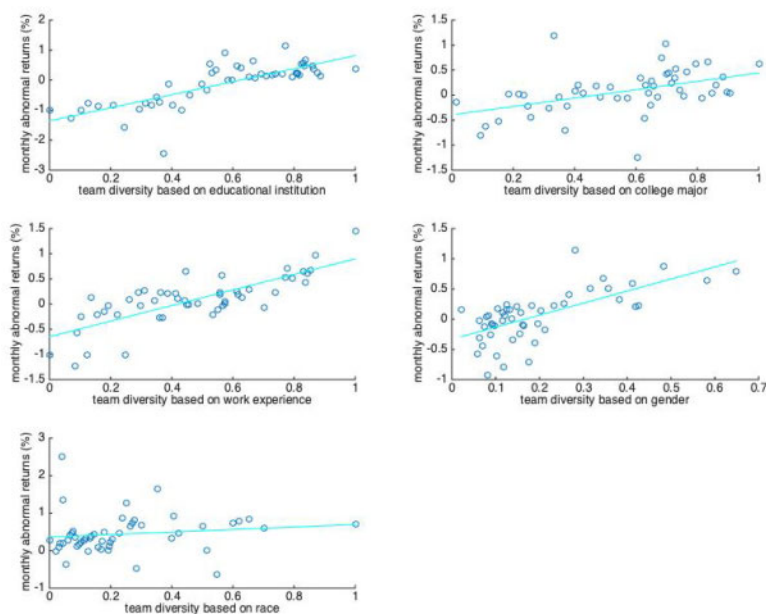 monthly abnormal returns (%)
2
1
0
-1
-2
-3
0 0.2 0.4 0.6 0.8 1
team diversity based on educational institution
monthly abnormal returns (%)
1.5
1
0.5
0
-0.5
-1
-1.5
0 0.2 0.4 0.6 0.8 1
team diversity based on college major
monthly abnormal returns (%)
1.5
1
0.5
0
-0.5
-1
-1.5
0 0.2 0.4 0.6 0.8 1
team diversity based on work experience
monthly abnormal returns (%)
1.5
1
0.5
0
-0.5
-1
0 0.1 0.2 0.3 0.4 0.5 0.6 0.7
team diversity based on gender
monthly abnormal returns (%)
3
2
1
0
-1
0 0.2 0.4 0.6 0.8 1
team diversity based on race